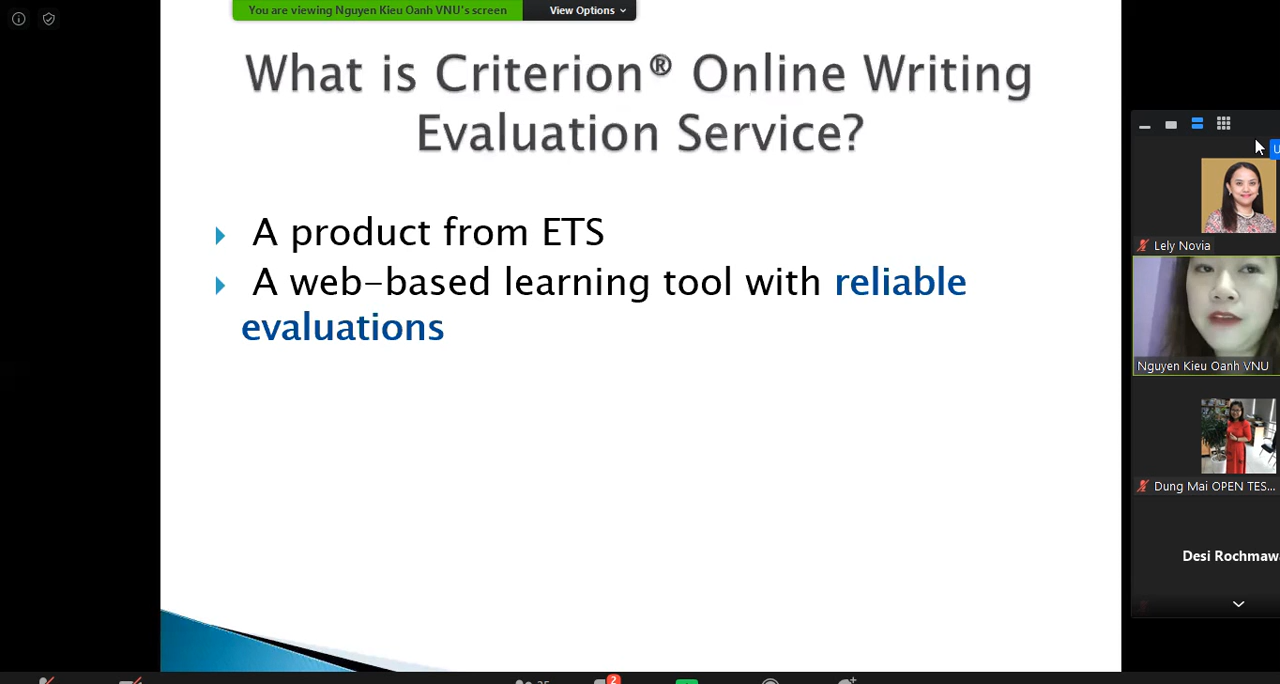 You are viewing Nguyen Kieu Oanh VNU's screen
View Options
What is Criterion® Online Writing
Evaluation Service?
A product from ETS
A web-based learning tool with reliable
evaluations
Lely Novia
Nguyen Kieu Oanh VNU
Dung Mai OPEN TES...
Desi Rochmaw
2